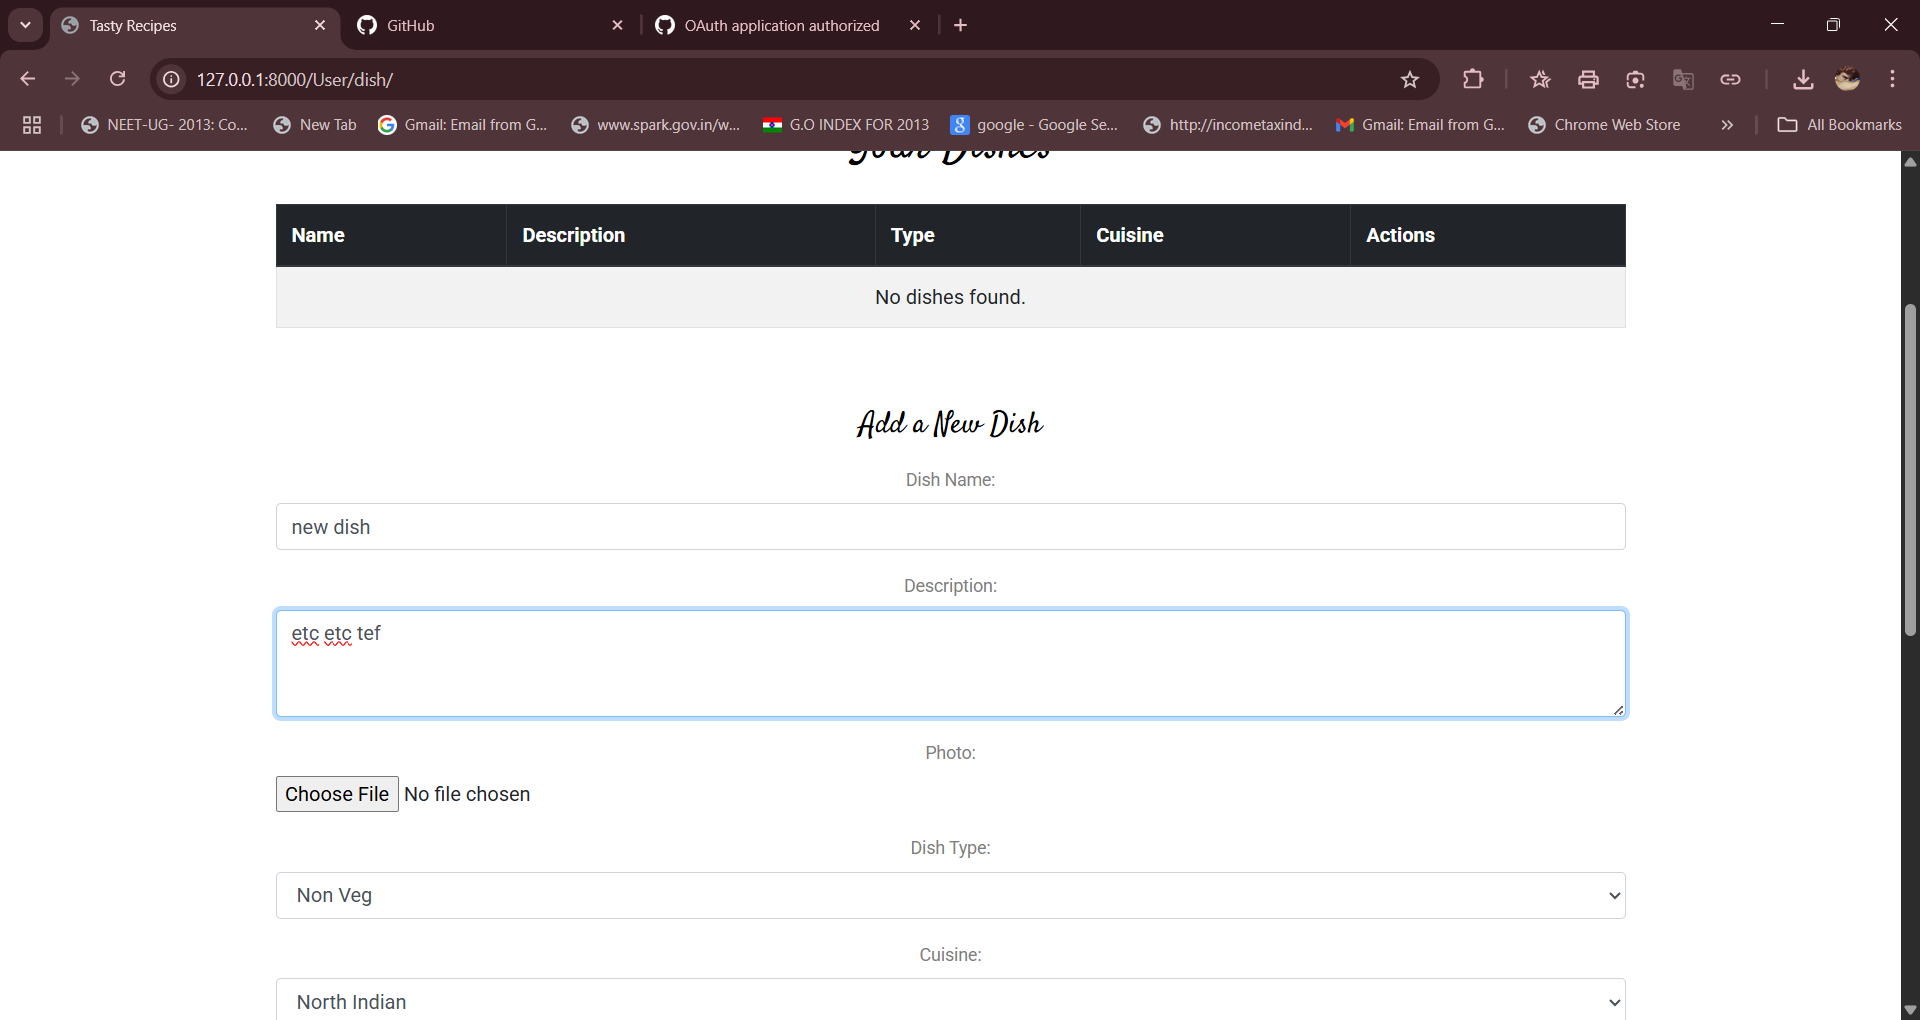 Tasty Recipes
GitHub
OAuth application authorized
127.0.0.1:8000/User/dish/
NEET-UG- 2013: Co...
New Tab
Gmail: Email from G...
www.spark.gov.in/w...
G.O INDEX FOR 2013
google - Google Se...
http://incometaxind...
Gmail: Email from G...
Chrome Web Store
All Bookmarks
Your Dishes
Name Description Type Cuisine Actions
No dishes found.
Add a New Dish
Dish Name:
new dish
Description:
etc etc tef
Photo:
Choose File No file chosen
Dish Type:
Non Veg
Cuisine:
North Indian